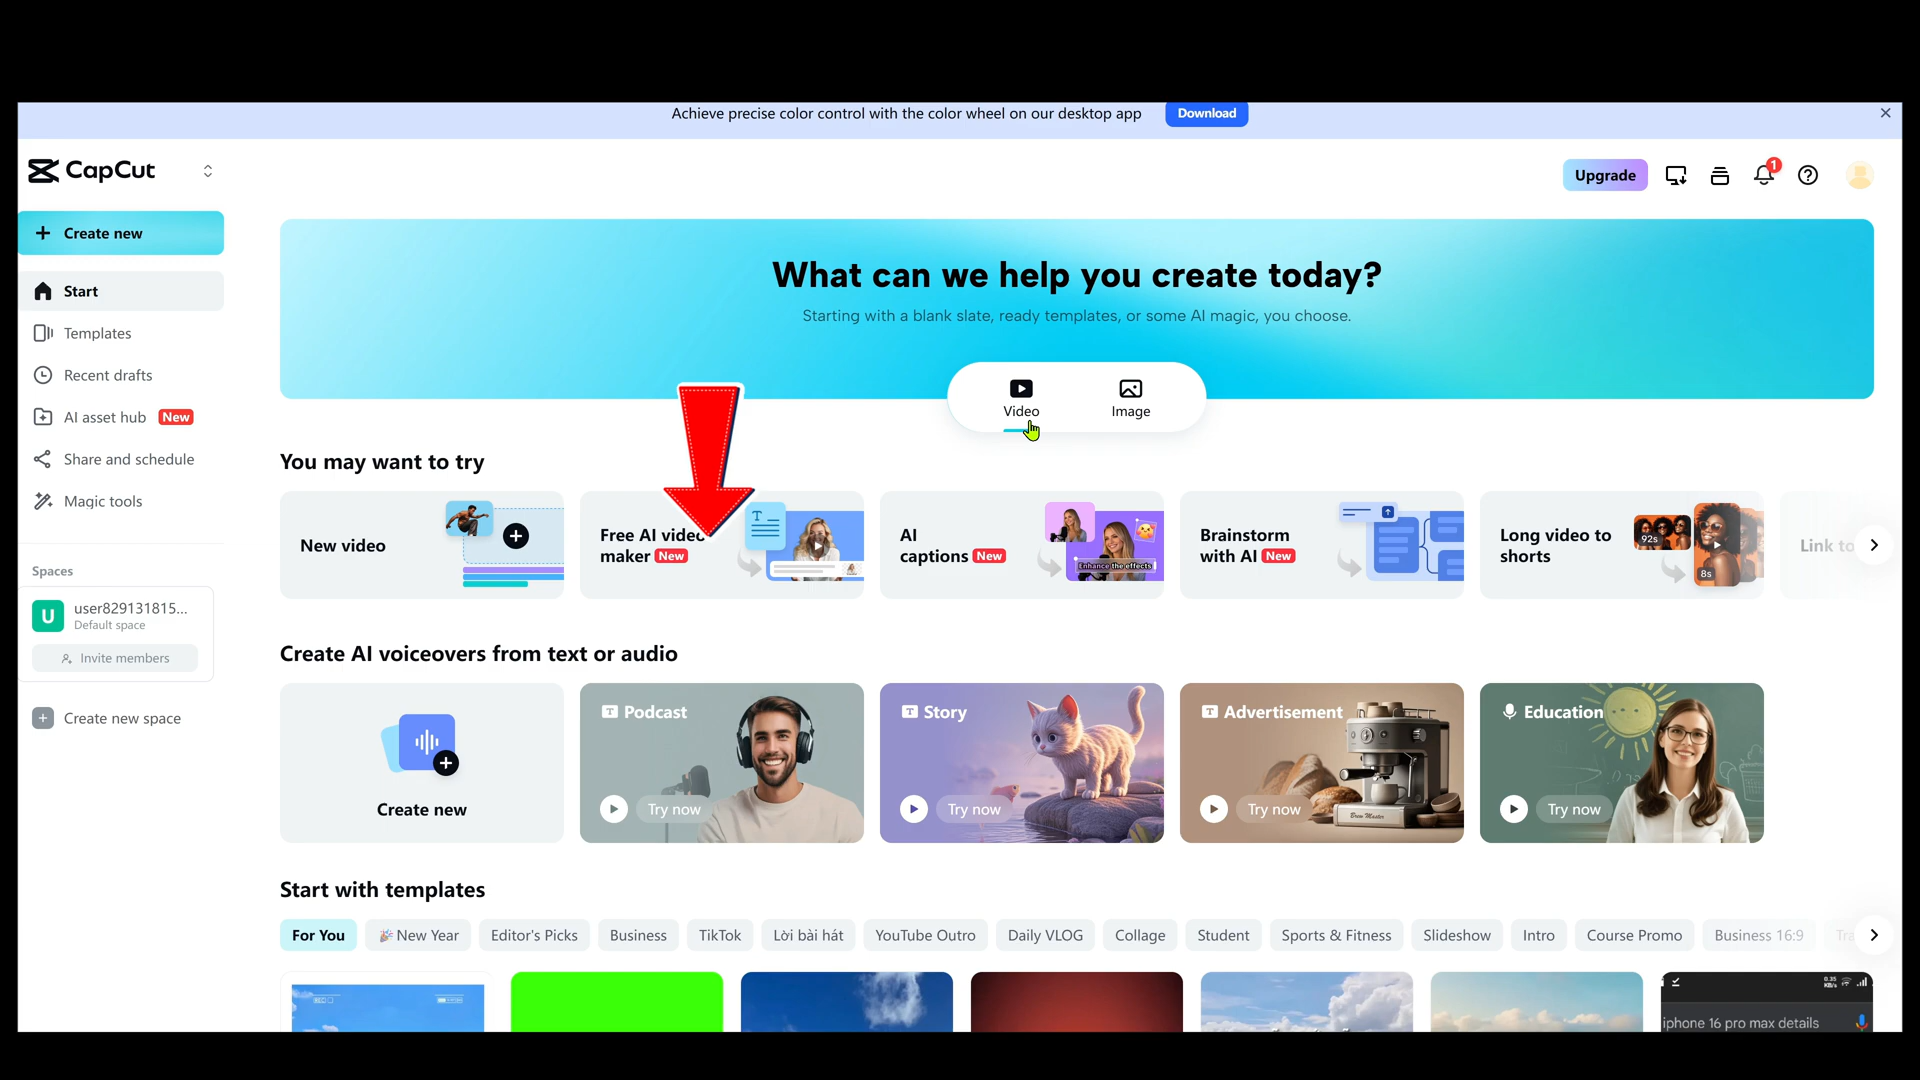 Achieve precise color control with the color wheel on our desktop app
Download
CapCut
Upgrade
1
Create new
Start
Templates
Recent drafts
AI asset hub New
Share and schedule
Magic tools
Spaces
U
user829131815...
Default space
Invite members
Create new space
What can we help you create today?
Starting with a blank slate, ready templates, or some AI magic, you choose.
Video
Image
You may want to try
New video
Free AI video
maker New
T
AI
captions New
Enhance the effects
Brainstorm
with AI New
Long video to
shorts
92s
8s
Link to
Create AI voiceovers from text or audio
Create new
T Podcast
Try now
T Story
Try now
T Advertisement
Brew Master
Try now
Education
Try now
Start with templates
For You
New Year
Editor's Picks
Business
TikTok
Lời bài hát
YouTube Outro
Daily VLOG
Collage
Student
Sports & Fitness
Slideshow
Intro
Course Promo
Business 16:9
Tra
0.35
KB/s
iphone 16 pro max details